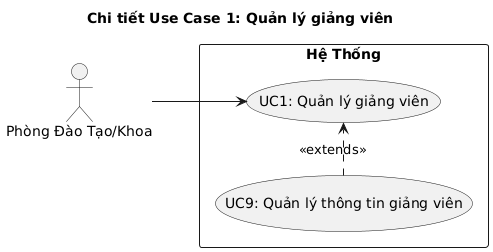 Chi tiết Use Case 1: Quản lý giảng viên
Hệ Thống
UC1: Quản lý giảng viên
Phòng Đào Tạo/Khoa
«extends»
UC9: Quản lý thông tin giảng viên